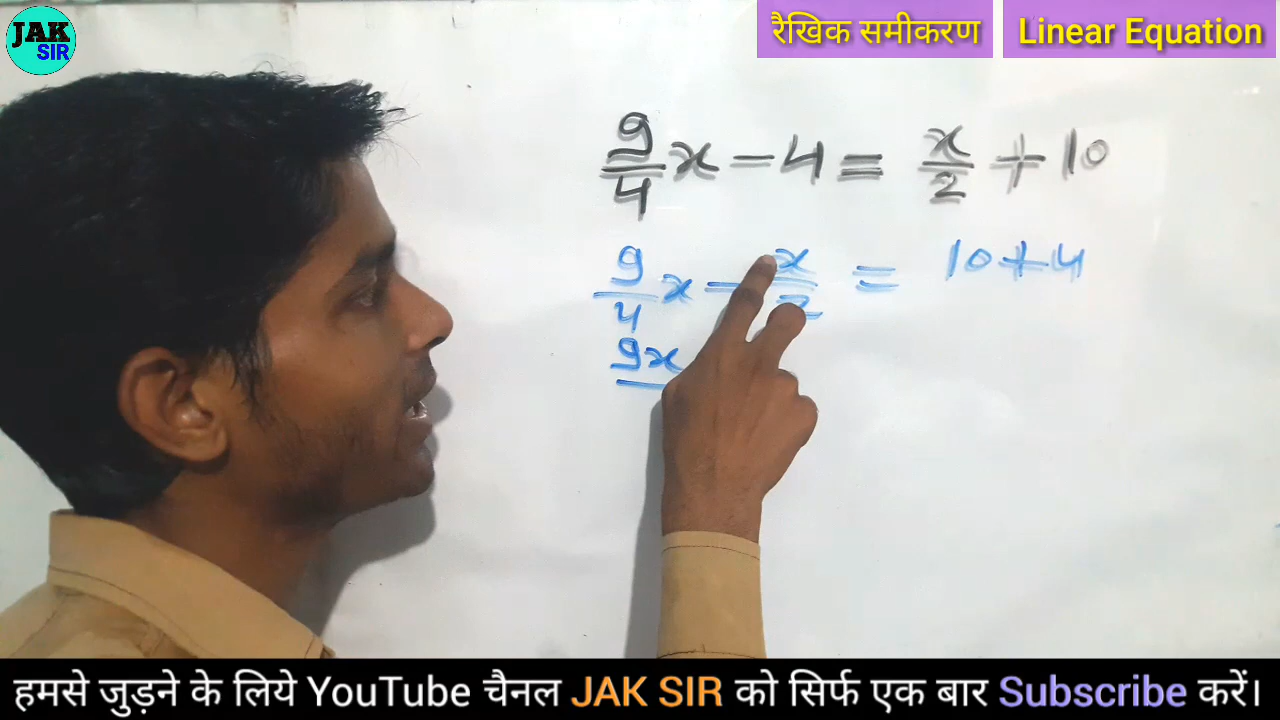 JAK
SIR
रैखिक समीकरण
Linear Equation
9/4 x - 4 = x/2 + 10
9/4 x - x/2 = 10 + 4
9x
हमसे जुड़ने के लिये YouTube चैनल JAK SIR को सिर्फ एक बार Subscribe करें।